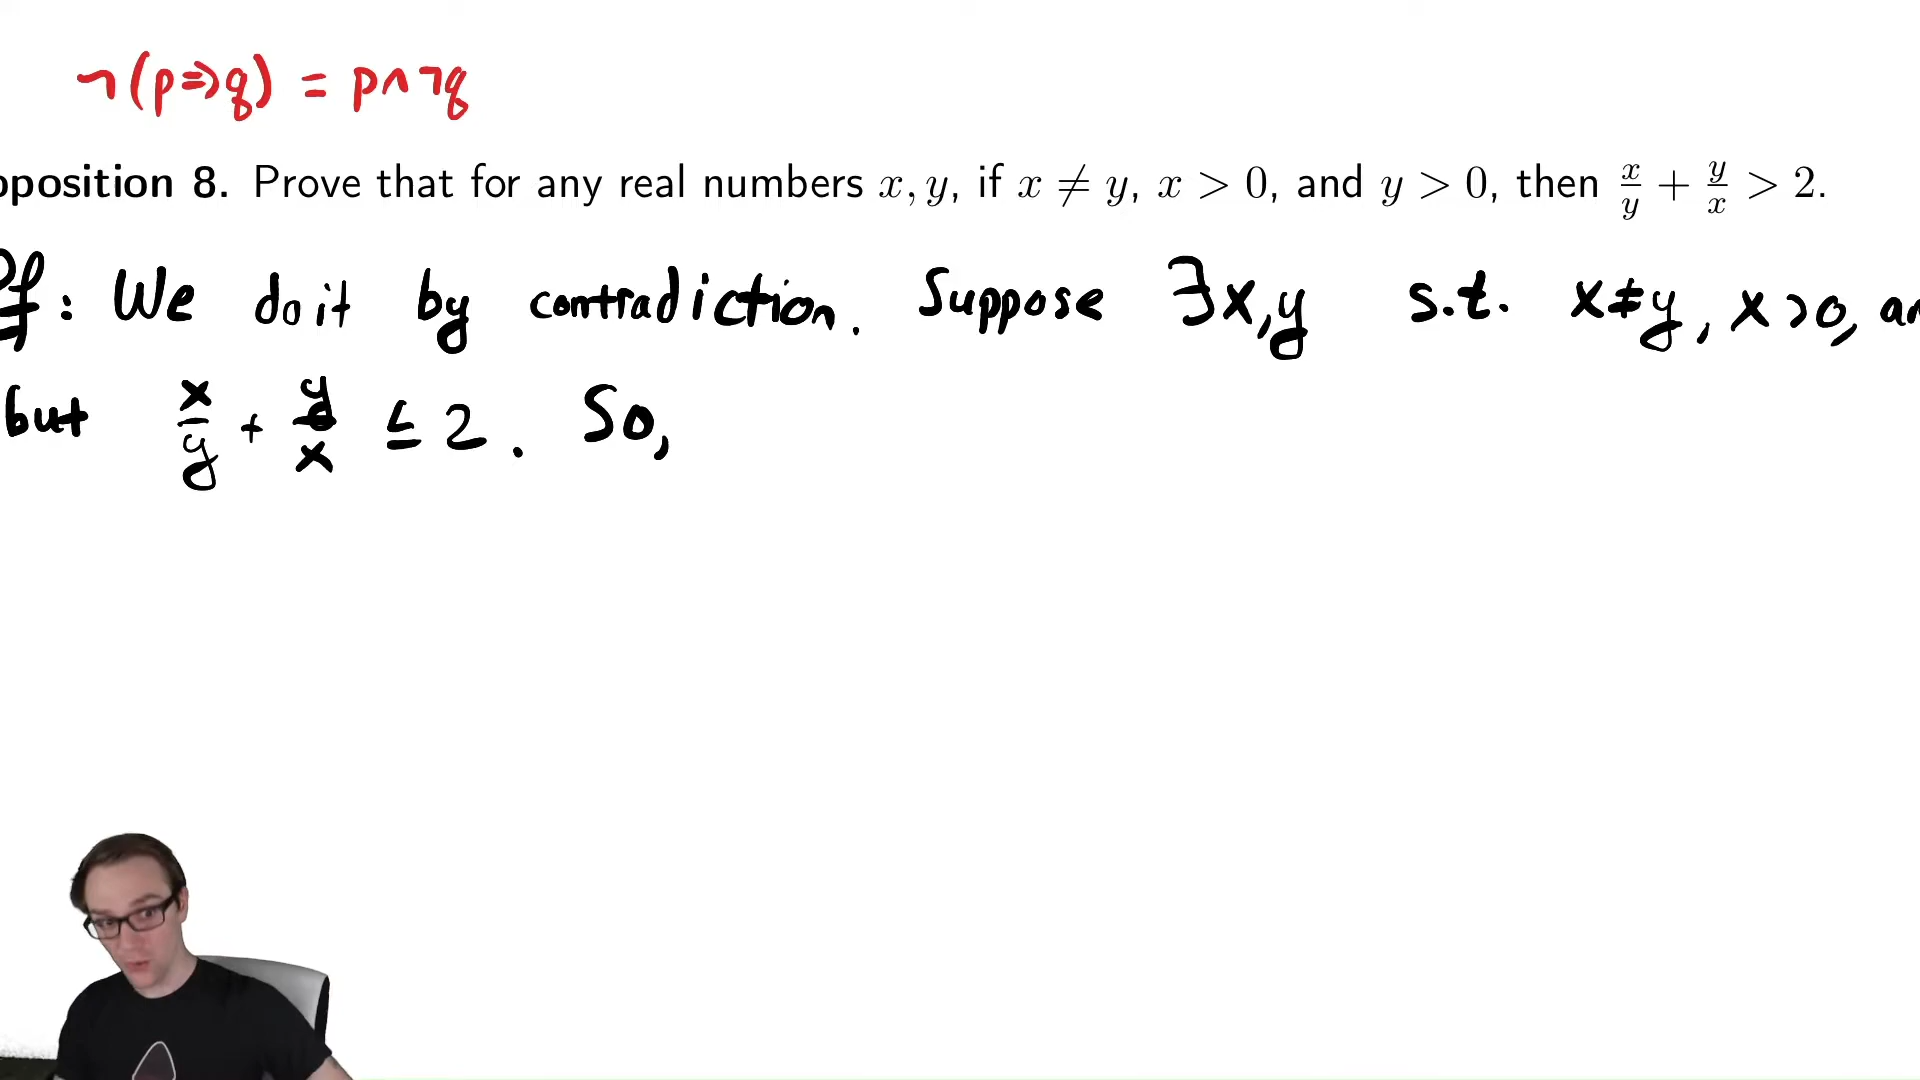 ¬(p⇒q) = p∧¬q
oposition 8. Prove that for any real numbers x, y, if x ≠ y, x > 0, and y > 0, then x/y + y/x > 2.
Pf: We do it by contradiction. Suppose ∃x,y s.t. x≠y, x>0, an
but x/y + y/x ≤ 2. So,